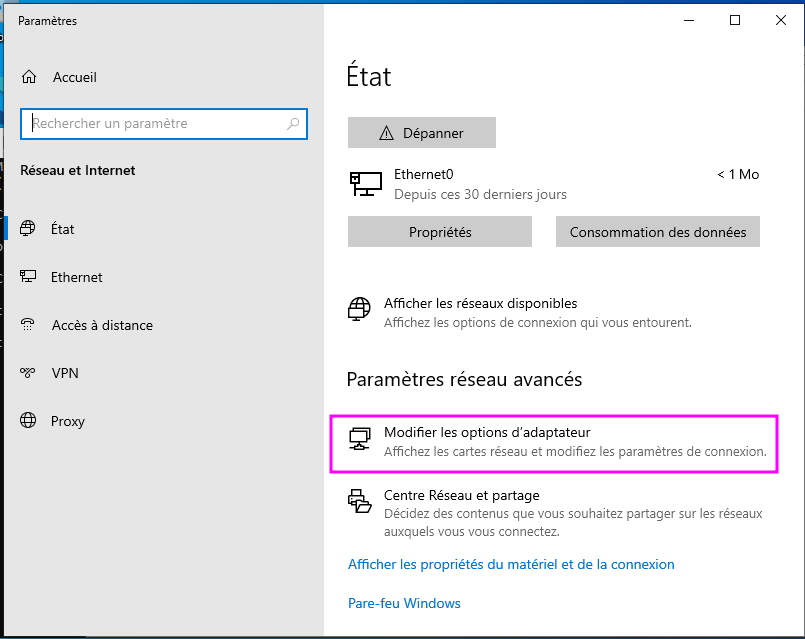 Paramètres
Accueil
Rechercher un paramètre
Réseau et Internet
État
Ethernet
Accès à distance
VPN
Proxy
État
Dépanner
Ethernet0
< 1 Mo
Depuis ces 30 derniers jours
Propriétés
Consommation des données
Afficher les réseaux disponibles
Affichez les options de connexion qui vous entourent.
Paramètres réseau avancés
Modifier les options d’adaptateur
Affichez les cartes réseau et modifiez les paramètres de connexion.
Centre Réseau et partage
Décidez des contenus que vous souhaitez partager sur les réseaux
auxquels vous vous connectez.
Afficher les propriétés du matériel et de la connexion
Pare-feu Windows